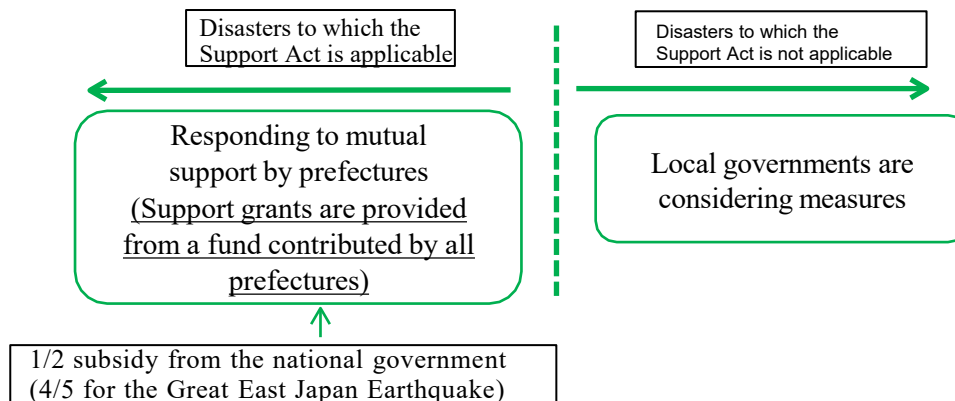 Disasters to which the
Support Act is applicable
Disasters to which the
Support Act is not applicable
Responding to mutual
support by prefectures
(Support grants are provided
from a fund contributed by all
prefectures)
Local governments are
considering measures
1/2 subsidy from the national government
(4/5 for the Great East Japan Earthquake)